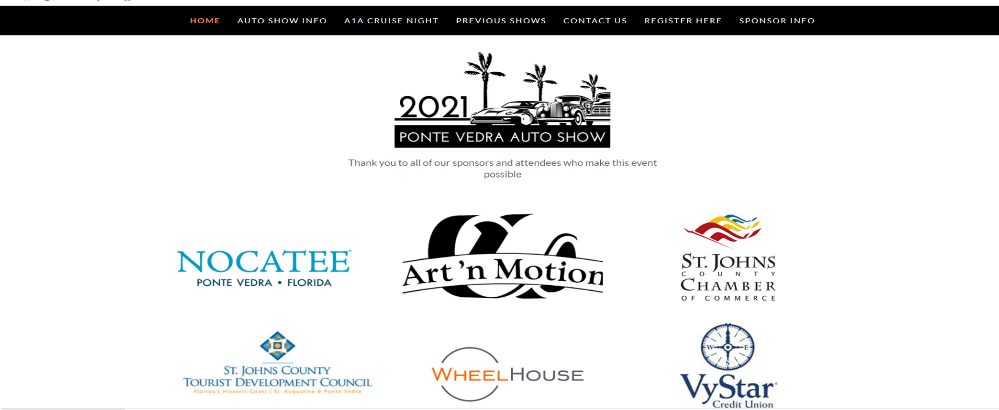 HOME AUTO SHOW INFO A1A CRUISE NIGHT PREVIOUS SHOWS CONTACT US REGISTER HERE SPONSOR INFO
2021
PONTE VEDRA AUTO SHOW
Thank you to all of our sponsors and attendees who make this event
possible
NOCATEE®
PONTE VEDRA • FLORIDA
Art 'n Motion
ST. JOHNS
COUNTY
CHAMBER
OF COMMERCE
ST. JOHNS COUNTY
TOURIST DEVELOPMENT COUNCIL
Florida's Historic Coast | St. Augustine & Ponte Vedra
WHEELHOUSE
N
W E
S
VyStar®
Credit Union